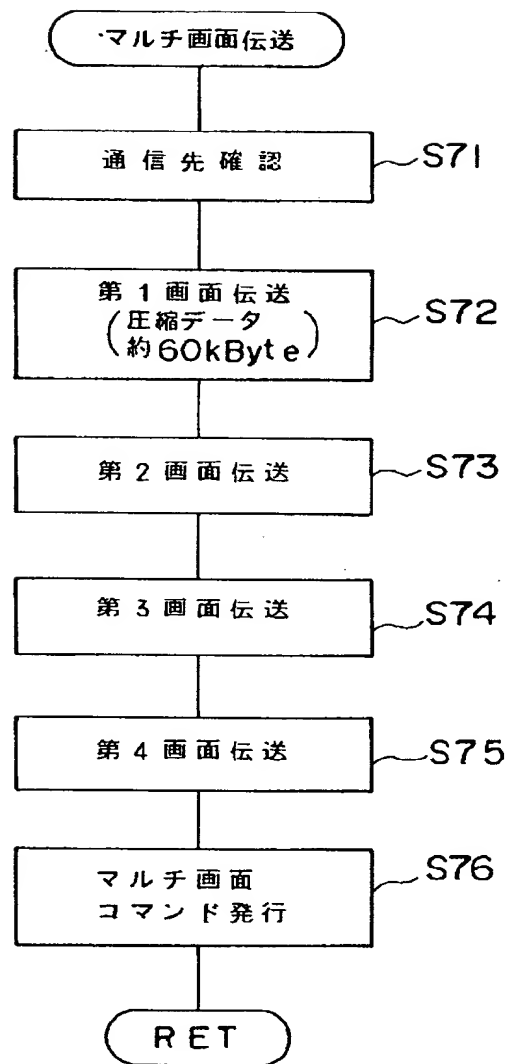 マルチ画面伝送
通信先確認
S71
第1画面伝送
(圧縮データ
約60kByte)
S72
第2画面伝送
S73
第3画面伝送
S74
第4画面伝送
S75
マルチ画面
コマンド発行
S76
RET